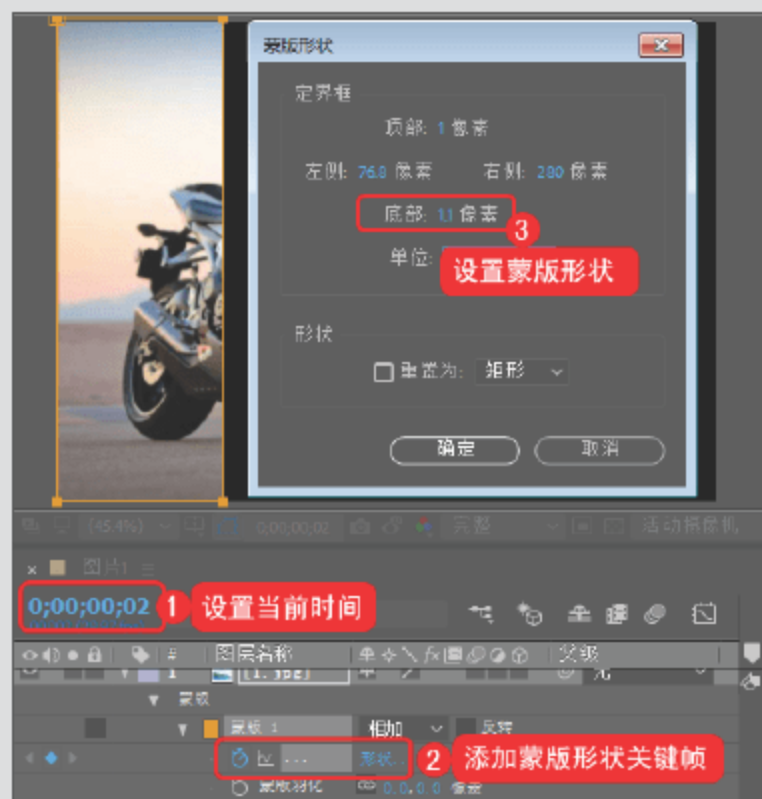 蒙版形状
定界框
顶部: 1 像素
左侧: 76.8 像素 右侧: 280 像素
底部: 1.1 像素
3
单位:
设置蒙版形状
形状
重置为: 矩形
确定 取消
(45.4%) 0;00;00;02 完整 活动摄像机
× 图片1
0;00;00;02 1 设置当前时间
# 图层名称 fx 父级
1 [1.jpg] 无
蒙版
蒙版 1 相加 反转
... 形状.. 2 添加蒙版形状关键帧
蒙版羽化 0.0,0.0 像素